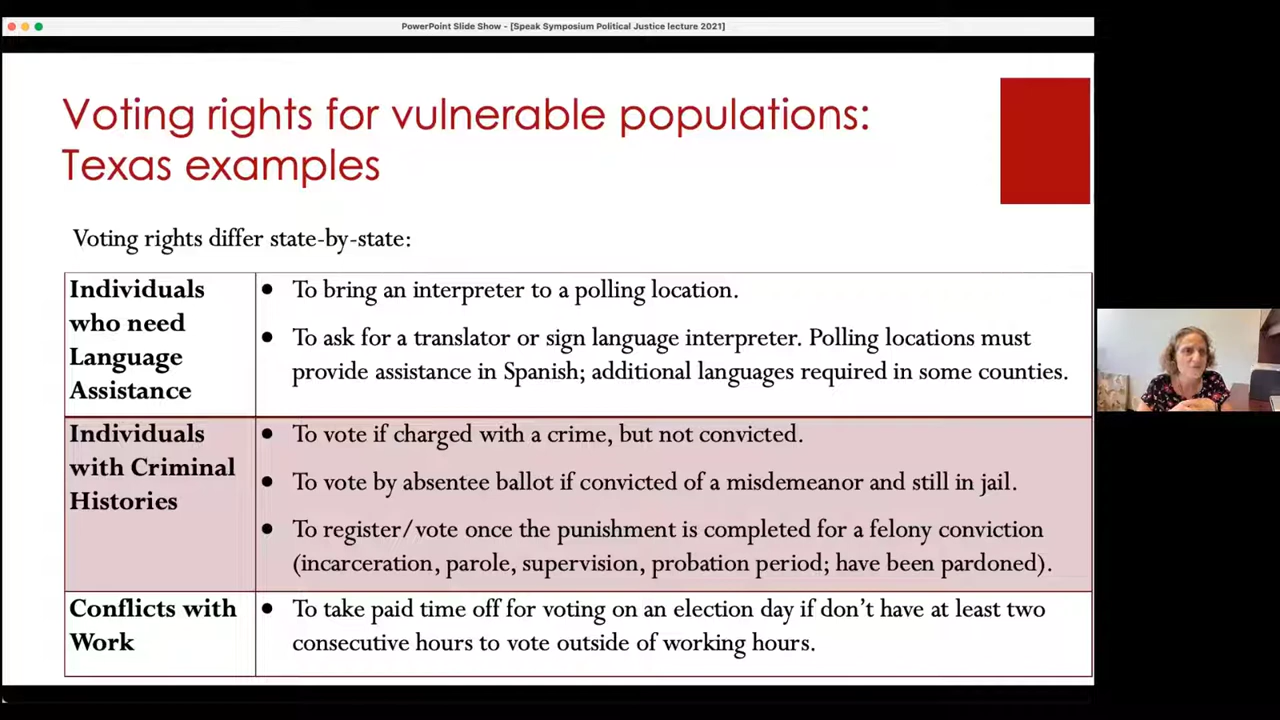 PowerPoint Slide Show - [Speak Symposium Political Justice lecture 2021]
Voting rights for vulnerable populations:
Texas examples
Voting rights differ state-by-state:
Individuals
who need
Language
Assistance
• To bring an interpreter to a polling location.
• To ask for a translator or sign language interpreter. Polling locations must
provide assistance in Spanish; additional languages required in some counties.
Individuals
with Criminal
Histories
• To vote if charged with a crime, but not convicted.
• To vote by absentee ballot if convicted of a misdemeanor and still in jail.
• To register/vote once the punishment is completed for a felony conviction
(incarceration, parole, supervision, probation period; have been pardoned).
Conflicts with
Work
• To take paid time off for voting on an election day if don't have at least two
consecutive hours to vote outside of working hours.